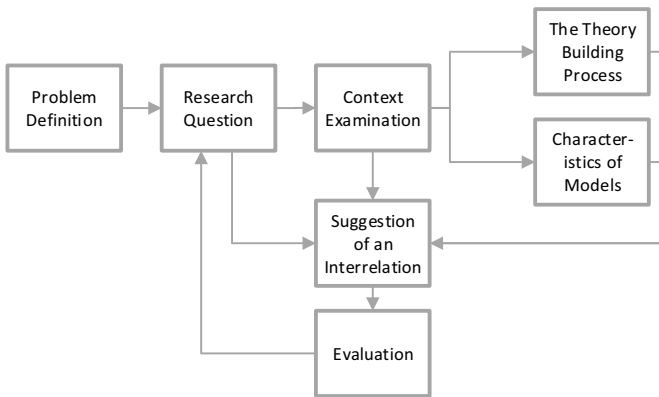 The Theory
Building
Process
Problem
Definition
Research
Question
Context
Examination
Character-
istics of
Models
Suggestion
of an
Interrelation
Evaluation